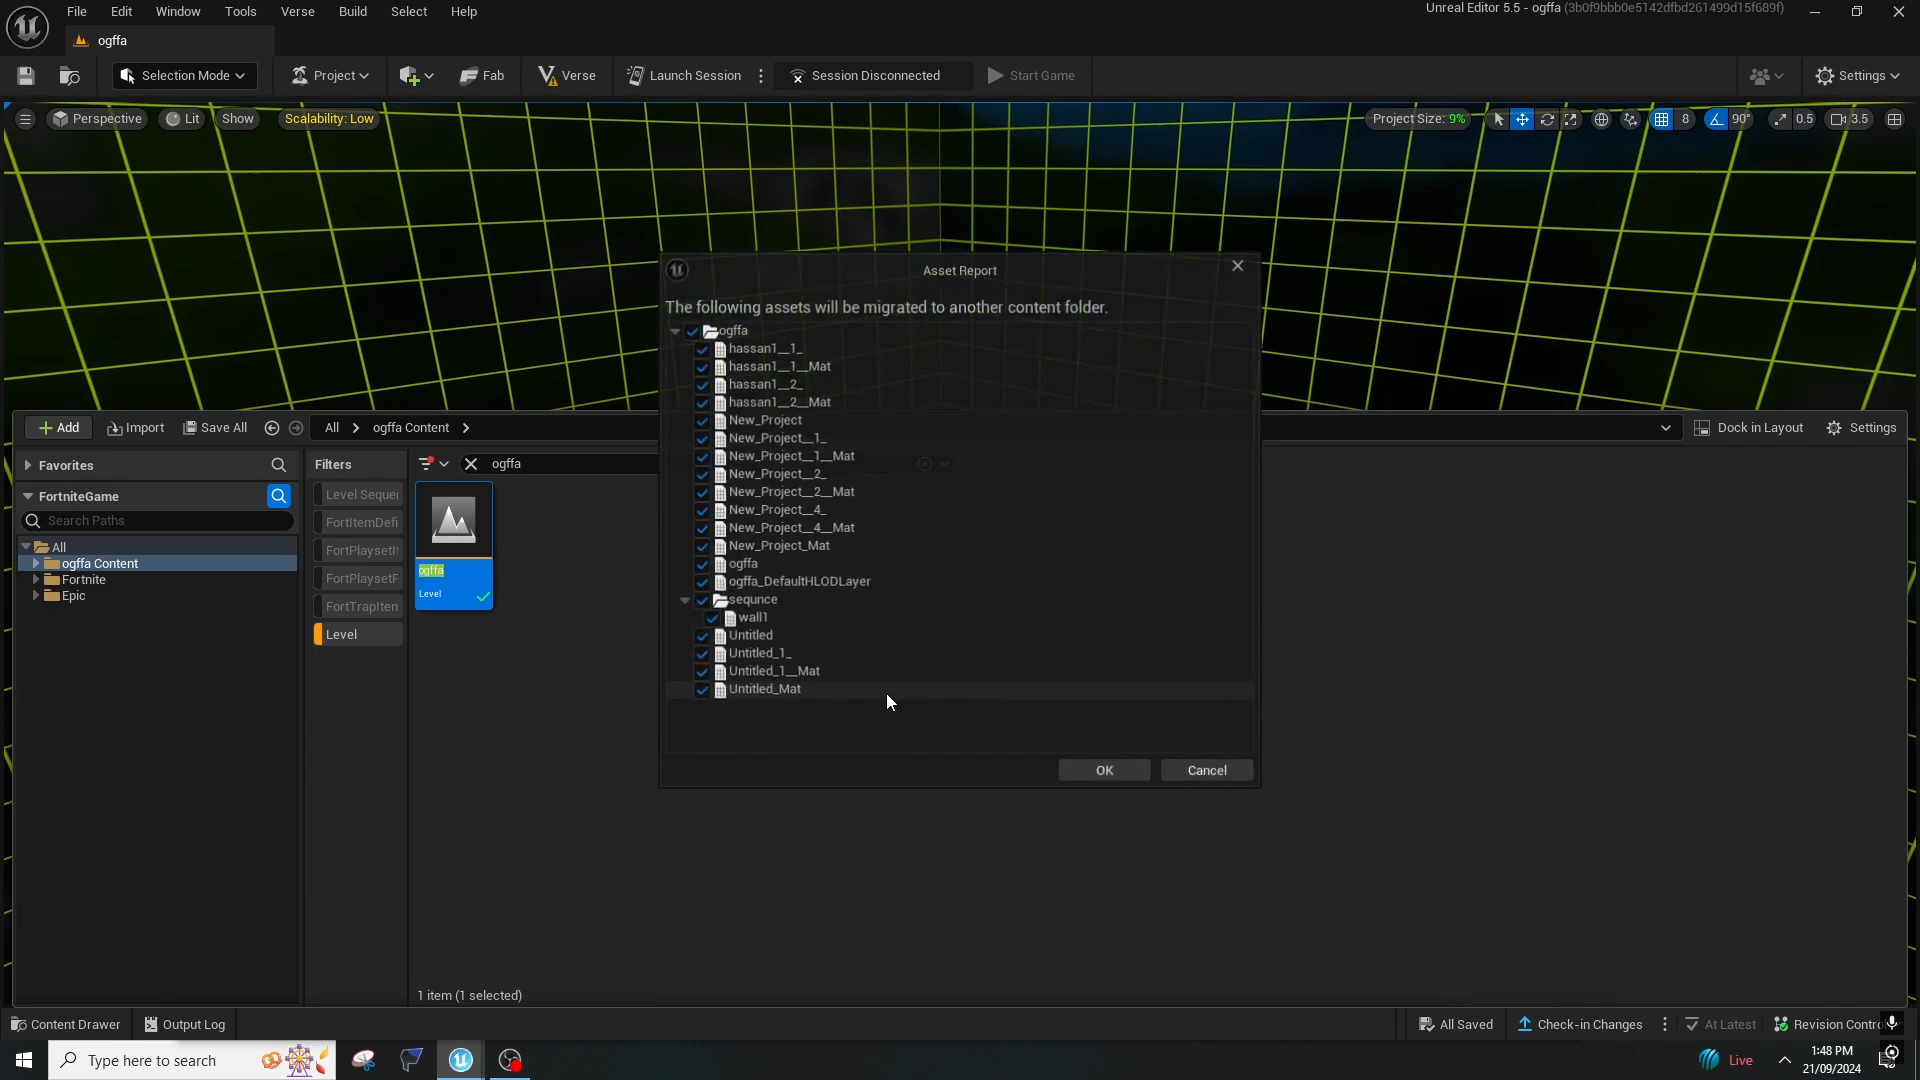 File Edit Window Tools Verse Build Select Help
Unreal Editor 5.5 - ogffa (3b0f9bbb0e5142dfbd261499d15f689f)
ogffa
Selection Mode Project Fab Verse Launch Session Session Disconnected Start Game Settings
Perspective Lit Show Scalability: Low Project Size: 9% 8 90° 0.5 3.5
Asset Report
The following assets will be migrated to another content folder.
ogffa
hassan1__1_
hassan1__1__Mat
hassan1__2_
hassan1__2__Mat
New_Project
New_Project__1_
New_Project__1__Mat
New_Project__2_
New_Project__2__Mat
New_Project__4_
New_Project__4__Mat
New_Project_Mat
ogffa
ogffa_DefaultHLODLayer
sequnce
wall1
Untitled
Untitled_1_
Untitled_1__Mat
Untitled_Mat
OK Cancel
Add Import Save All All ogffa Content Dock in Layout Settings
Favorites
FortniteGame
Search Paths
All
ogffa Content
Fortnite
Epic
Filters
Level Sequer
FortItemDefi
FortPlaysetI
FortPlaysetF
FortTrapIten
Level
ogffa
ogffa
Level
1 item (1 selected)
Content Drawer Output Log All Saved Check-in Changes At Latest Revision Contro
Type here to search
Live
1:48 PM
21/09/2024